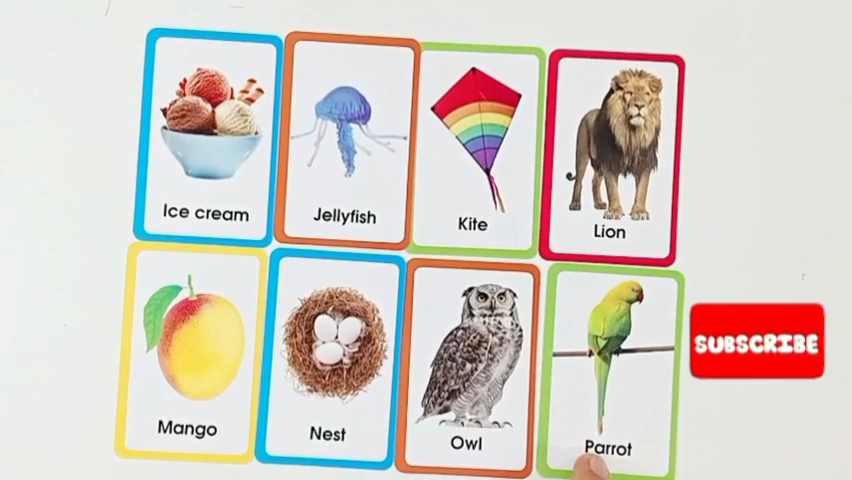 Ice cream
Jellyfish
Kite
Lion
Mango
Nest
Owl
Parrot
SUBSCRIBE